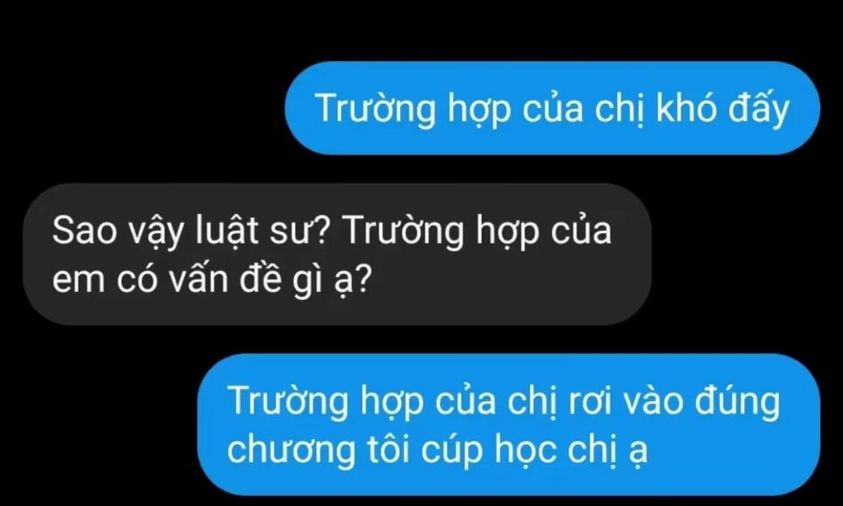 Trường hợp của chị khó đấy
Sao vậy luật sư? Trường hợp của
em có vấn đề gì ạ?
Trường hợp của chị rơi vào đúng
chương tôi cúp học chị ạ